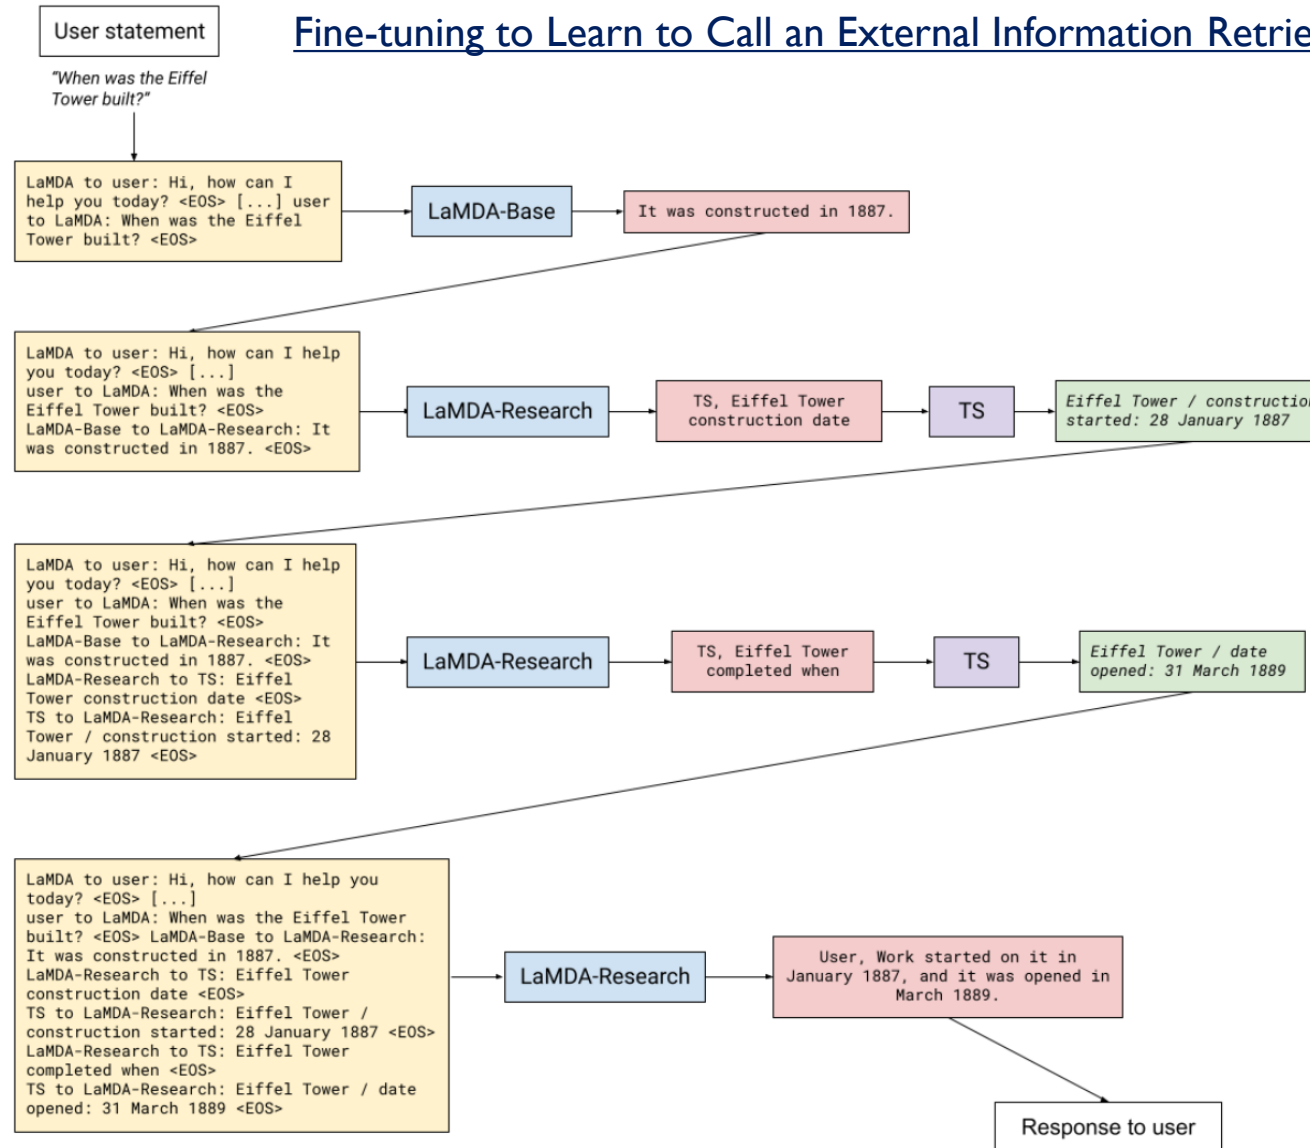 User statement
Fine-tuning to Learn to Call an External Information Retrie
"When was the Eiffel
Tower built?"
LaMDA to user: Hi, how can I
help you today? <EOS> [...] user
to LaMDA: When was the Eiffel
Tower built? <EOS>
LaMDA-Base
It was constructed in 1887.
LaMDA to user: Hi, how can I help
you today? <EOS> [...]
user to LaMDA: When was the
Eiffel Tower built? <EOS>
LaMDA-Base to LaMDA-Research: It
was constructed in 1887. <EOS>
LaMDA-Research
TS, Eiffel Tower
construction date
TS
Eiffel Tower / construction
started: 28 January 1887
LaMDA to user: Hi, how can I help
you today? <EOS> [...]
user to LaMDA: When was the
Eiffel Tower built? <EOS>
LaMDA-Base to LaMDA-Research: It
was constructed in 1887. <EOS>
LaMDA-Research to TS: Eiffel
Tower construction date <EOS>
TS to LaMDA-Research: Eiffel
Tower / construction started: 28
January 1887 <EOS>
LaMDA-Research
TS, Eiffel Tower
completed when
TS
Eiffel Tower / date
opened: 31 March 1889
LaMDA to user: Hi, how can I help you
today? <EOS> [...]
user to LaMDA: When was the Eiffel Tower
built? <EOS> LaMDA-Base to LaMDA-Research:
It was constructed in 1887. <EOS>
LaMDA-Research to TS: Eiffel Tower
construction date <EOS>
TS to LaMDA-Research: Eiffel Tower /
construction started: 28 January 1887 <EOS>
LaMDA-Research to TS: Eiffel Tower
completed when <EOS>
TS to LaMDA-Research: Eiffel Tower / date
opened: 31 March 1889 <EOS>
LaMDA-Research
User, Work started on it in
January 1887, and it was opened in
March 1889.
Response to user